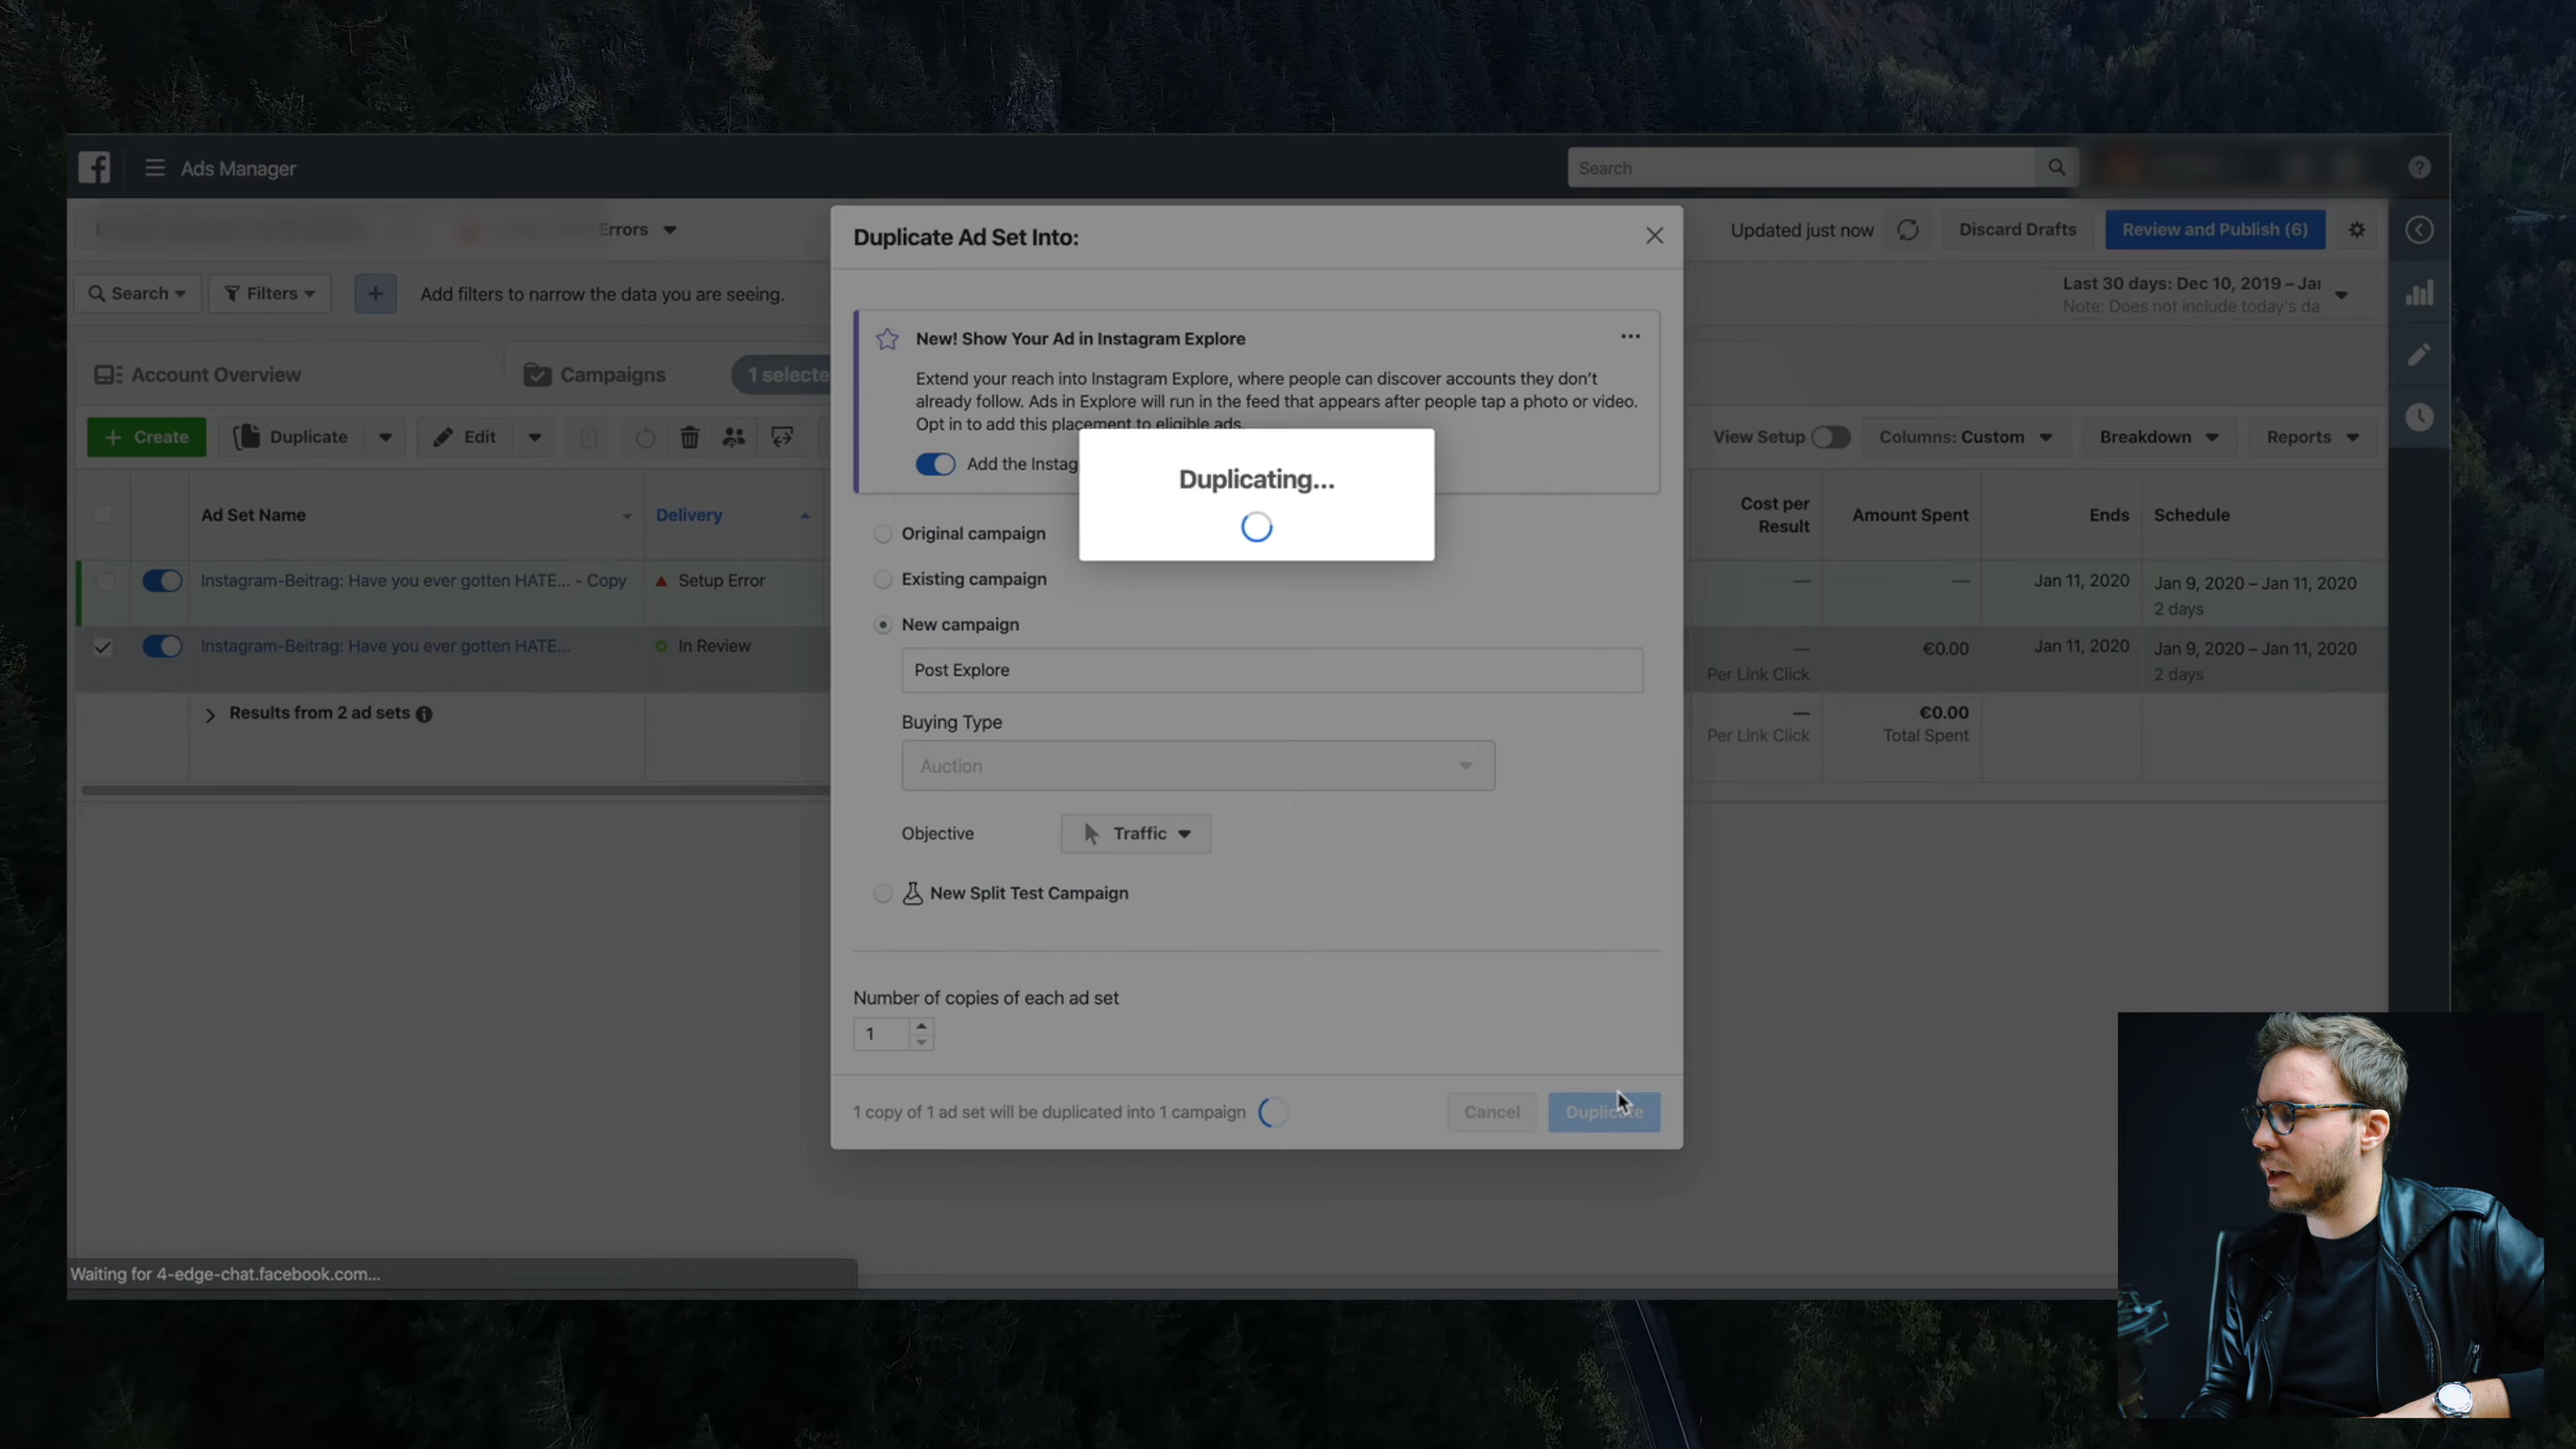 Ads Manager
Search
Errors
Updated just now
Discard Drafts
Review and Publish (6)
Search
Filters
Add filters to narrow the data you are seeing.
Last 30 days: Dec 10, 2019 – Jan
Note: Does not include today's da
Account Overview
Campaigns
1 selecte
Create
Duplicate
Edit
View Setup
Columns: Custom
Breakdown
Reports
Ad Set Name
Delivery
Cost per
Result
Amount Spent
Ends
Schedule
Instagram-Beitrag: Have you ever gotten HATE... - Copy
Setup Error
—
—
Jan 11, 2020
Jan 9, 2020 – Jan 11, 2020
2 days
Instagram-Beitrag: Have you ever gotten HATE...
In Review
—
Per Link Click
€0.00
Jan 11, 2020
Jan 9, 2020 – Jan 11, 2020
2 days
Results from 2 ad sets
—
Per Link Click
€0.00
Total Spent
Duplicate Ad Set Into:
New! Show Your Ad in Instagram Explore
Extend your reach into Instagram Explore, where people can discover accounts they don't
already follow. Ads in Explore will run in the feed that appears after people tap a photo or video.
Opt in to add this placement to eligible ads.
Add the Instag
Duplicating...
Original campaign
Existing campaign
New campaign
Post Explore
Buying Type
Auction
Objective
Traffic
New Split Test Campaign
Number of copies of each ad set
1
1 copy of 1 ad set will be duplicated into 1 campaign
Cancel
Duplicate
Waiting for 4-edge-chat.facebook.com...